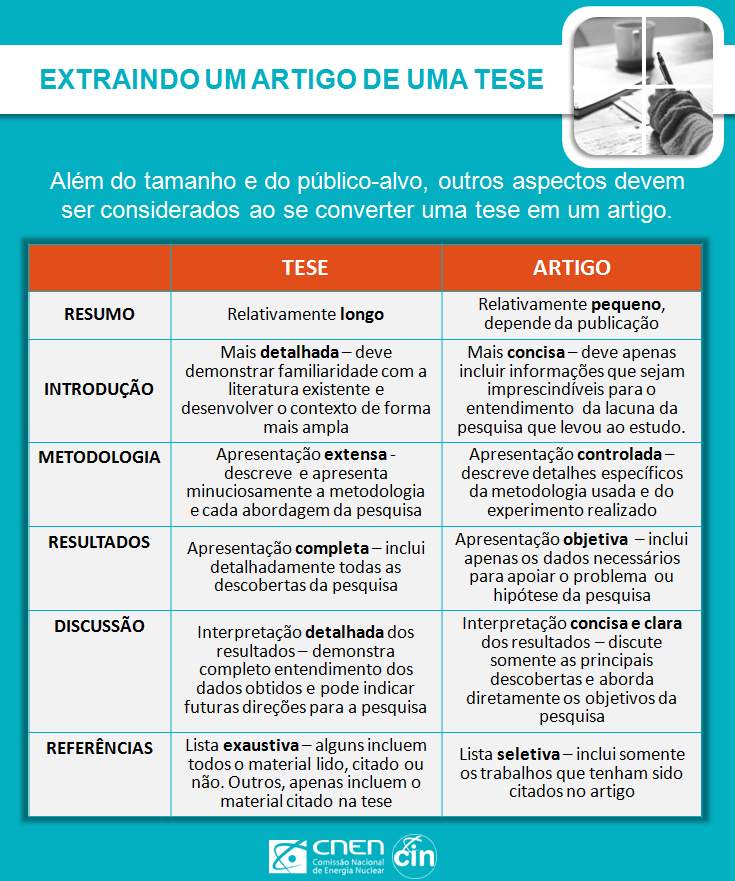 EXTRAINDO UM ARTIGO DE UMA TESE
Além do tamanho e do público-alvo, outros aspectos devem
ser considerados ao se converter uma tese em um artigo.
TESE
ARTIGO
RESUMO
Relativamente longo
Relativamente pequeno,
depende da publicação
INTRODUÇÃO
Mais detalhada – deve
demonstrar familiaridade com a
literatura existente e
desenvolver o contexto de forma
mais ampla
Mais concisa – deve apenas
incluir informações que sejam
imprescindíveis para o
entendimento da lacuna da
pesquisa que levou ao estudo.
METODOLOGIA
Apresentação extensa -
descreve e apresenta
minuciosamente a metodologia
e cada abordagem da pesquisa
Apresentação controlada –
descreve detalhes específicos
da metodologia usada e do
experimento realizado
RESULTADOS
Apresentação completa – inclui
detalhadamente todas as
descobertas da pesquisa
Apresentação objetiva – inclui
apenas os dados necessários
para apoiar o problema ou
hipótese da pesquisa
DISCUSSÃO
Interpretação detalhada dos
resultados – demonstra
completo entendimento dos
dados obtidos e pode indicar
futuras direções para a pesquisa
Interpretação concisa e clara
dos resultados – discute
somente as principais
descobertas e aborda
diretamente os objetivos da
pesquisa
REFERÊNCIAS
Lista exaustiva – alguns incluem
todos o material lido, citado ou
não. Outros, apenas incluem o
material citado na tese
Lista seletiva – inclui somente
os trabalhos que tenham sido
citados no artigo
CNEN
Comissão Nacional
de Energia Nuclear
cin